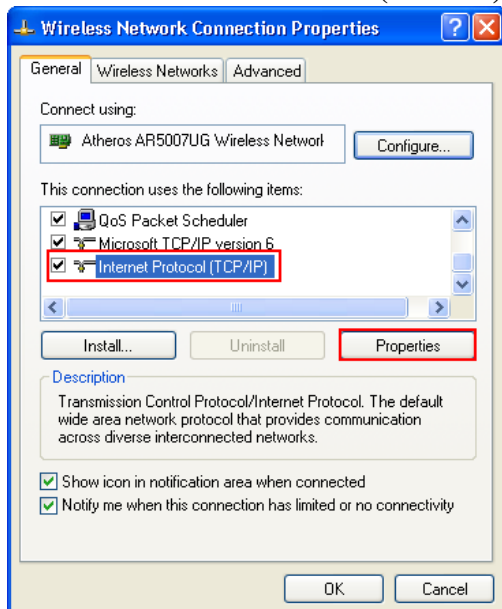 Wireless Network Connection Properties
General Wireless Networks Advanced
Connect using:
Atheros AR5007UG Wireless Network
Configure...
This connection uses the following items:
QoS Packet Scheduler
Microsoft TCP/IP version 6
Internet Protocol (TCP/IP)
Install... Uninstall Properties
Description
Transmission Control Protocol/Internet Protocol. The default
wide area network protocol that provides communication
across diverse interconnected networks.
Show icon in notification area when connected
Notify me when this connection has limited or no connectivity
OK Cancel